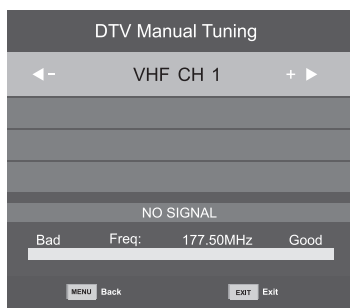 DTV Manual Tuning
◀ - VHF CH 1 + ▶
NO SIGNAL
Bad Freq: 177.50MHz Good
MENU Back EXIT Exit